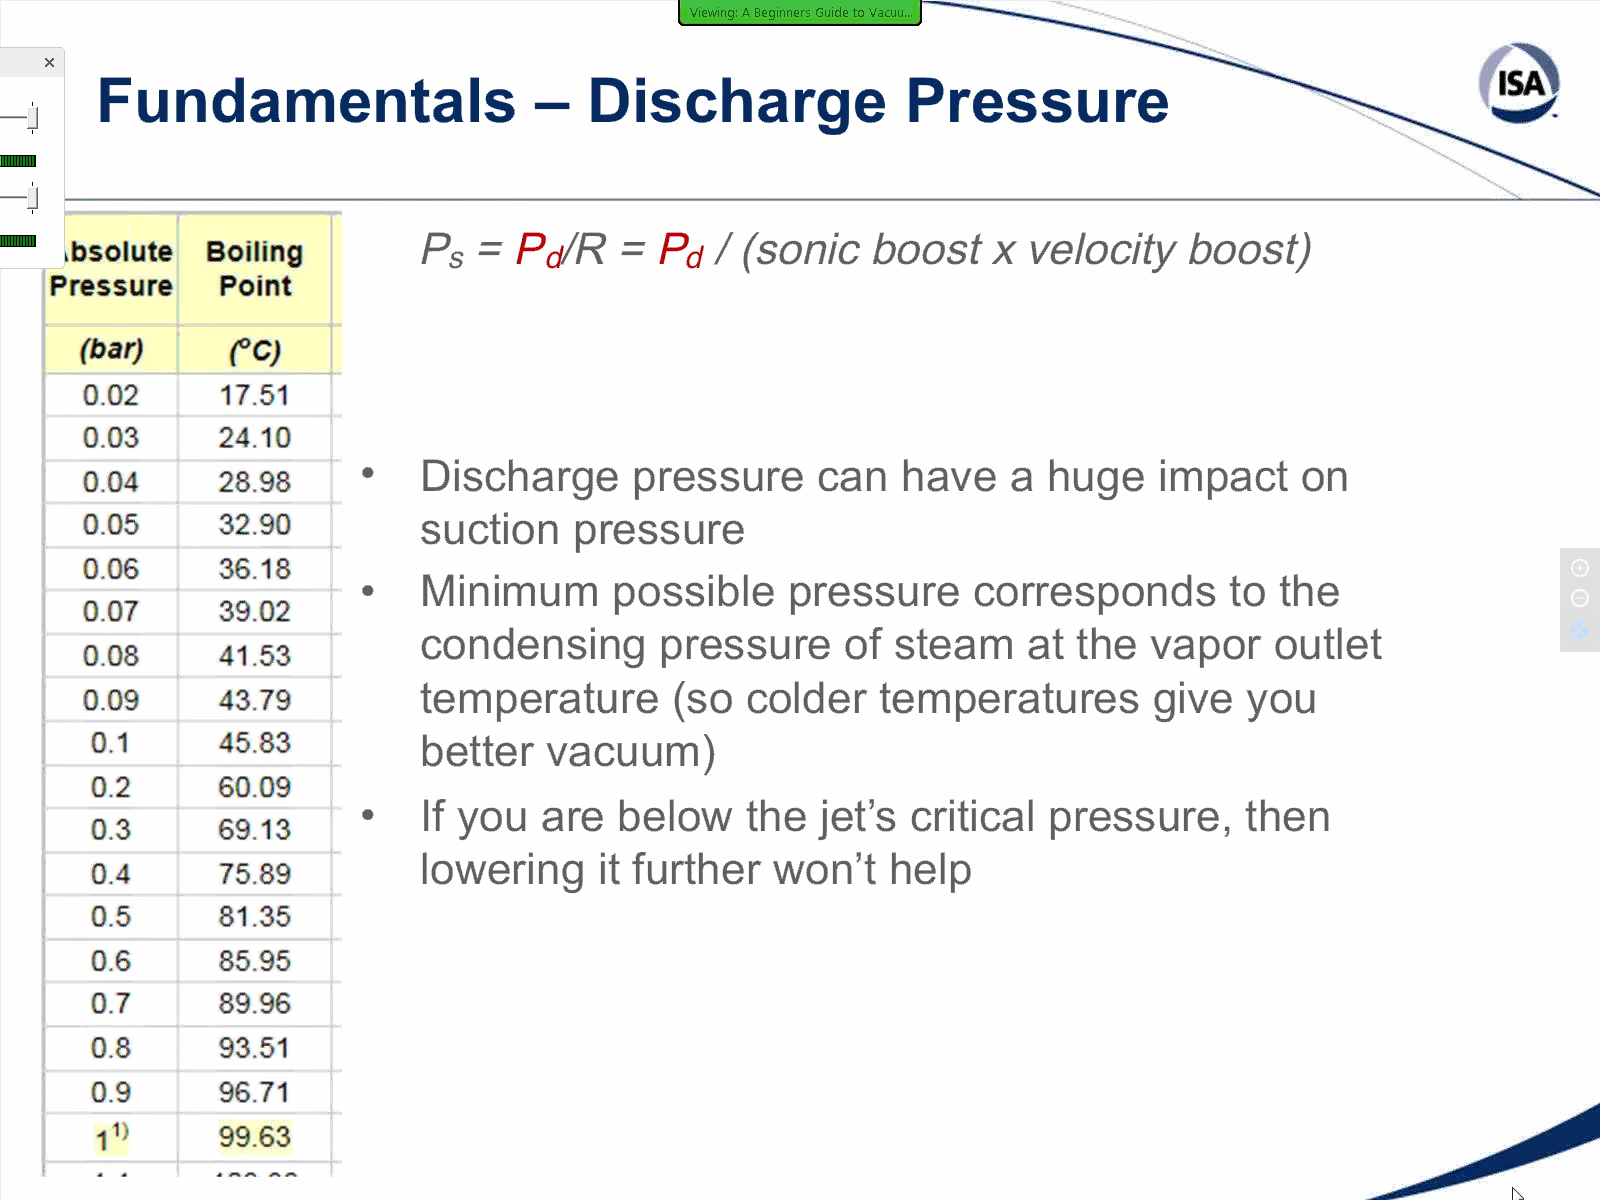 Viewing: A Beginners Guide to Vacuu...
Fundamentals – Discharge Pressure
ISA
Absolute Boiling
Pressure Point
(bar) (°C)
0.02 17.51
0.03 24.10
0.04 28.98
0.05 32.90
0.06 36.18
0.07 39.02
0.08 41.53
0.09 43.79
0.1 45.83
0.2 60.09
0.3 69.13
0.4 75.89
0.5 81.35
0.6 85.95
0.7 89.96
0.8 93.51
0.9 96.71
1¹⁾ 99.63
Ps = Pd/R = Pd / (sonic boost x velocity boost)
• Discharge pressure can have a huge impact on
suction pressure
• Minimum possible pressure corresponds to the
condensing pressure of steam at the vapor outlet
temperature (so colder temperatures give you
better vacuum)
• If you are below the jet’s critical pressure, then
lowering it further won’t help